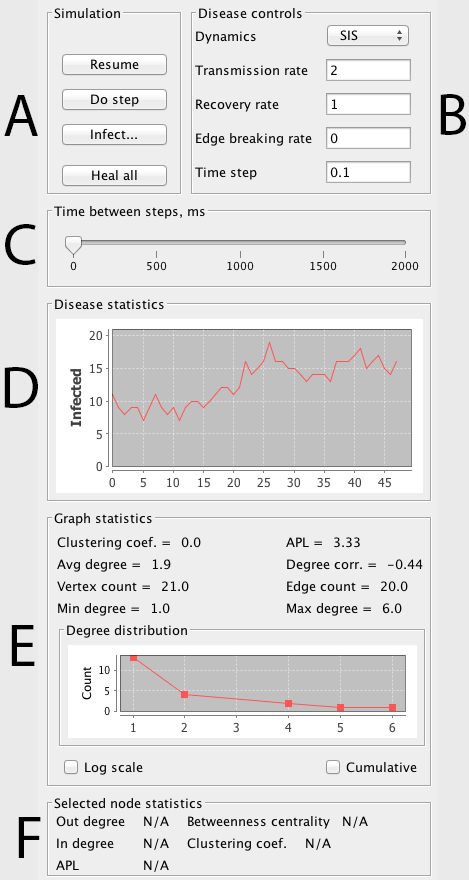 Simulation
Disease controls
A
Resume
Do step
Infect...
Heal all
Dynamics SIS
Transmission rate 2
Recovery rate 1
Edge breaking rate 0
Time step 0.1
B
C
Time between steps, ms
0 500 1000 1500 2000
D
Disease statistics
Infected
20
15
10
5
0
0 5 10 15 20 25 30 35 40 45
E
Graph statistics
Clustering coef. = 0.0 APL = 3.33
Avg degree = 1.9 Degree corr. = -0.44
Vertex count = 21.0 Edge count = 20.0
Min degree = 1.0 Max degree = 6.0
Degree distribution
Count
10
5
0
1 2 3 4 5 6
Log scale Cumulative
F
Selected node statistics
Out degree N/A Betweenness centrality N/A
In degree N/A Clustering coef. N/A
APL N/A